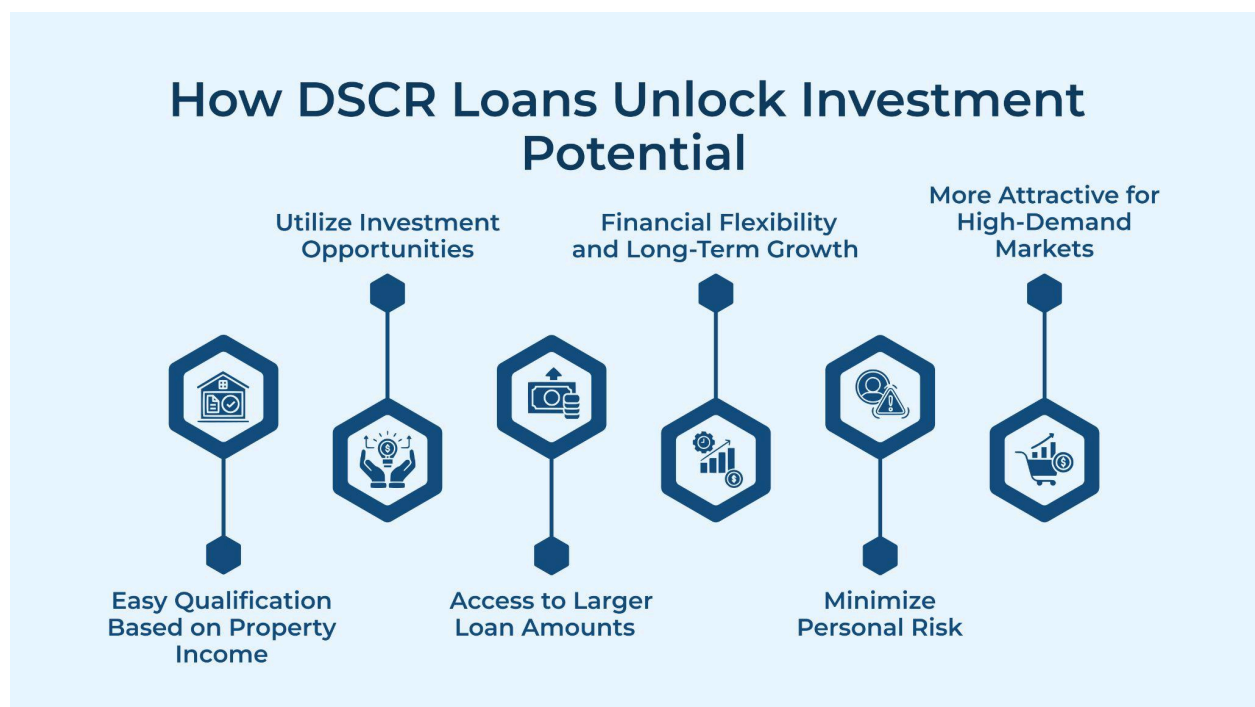 How DSCR Loans Unlock Investment
Potential
Easy Qualification
Based on Property
Income
Utilize Investment
Opportunities
Access to Larger
Loan Amounts
Financial Flexibility
and Long-Term Growth
Minimize
Personal Risk
More Attractive for
High-Demand
Markets